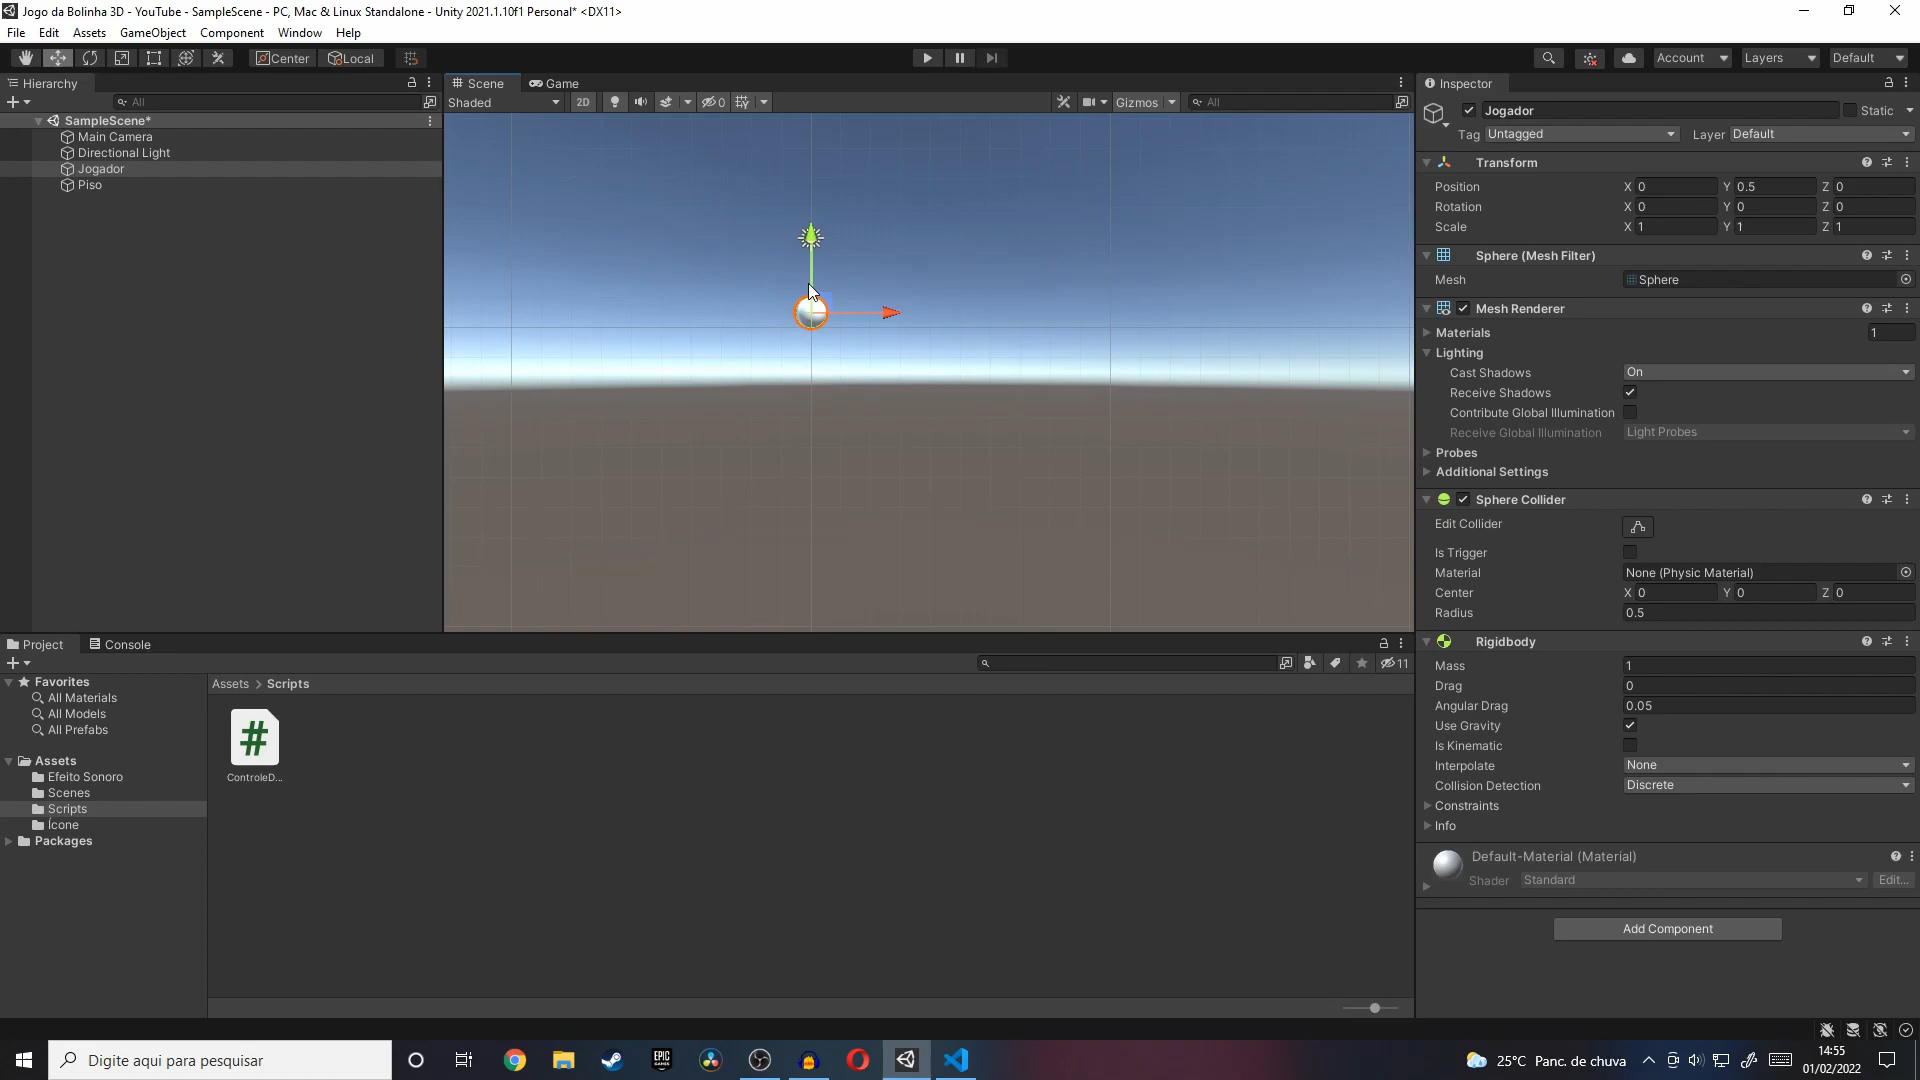 Jogo da Bolinha 3D - YouTube - SampleScene - PC, Mac & Linux Standalone - Unity 2021.1.10f1 Personal* <DX11>
File Edit Assets GameObject Component Window Help
Center Local Account Layers Default
Hierarchy
All
SampleScene*
Main Camera
Directional Light
Jogador
Piso
Scene Game
Shaded 2D 0 Gizmos All
Inspector
Jogador Static
Tag Untagged Layer Default
Transform
Position X 0 Y 0.5 Z 0
Rotation X 0 Y 0 Z 0
Scale X 1 Y 1 Z 1
Sphere (Mesh Filter)
Mesh Sphere
Mesh Renderer
Materials 1
Lighting
Cast Shadows On
Receive Shadows
Contribute Global Illumination
Receive Global Illumination Light Probes
Probes
Additional Settings
Sphere Collider
Edit Collider
Is Trigger
Material None (Physic Material)
Center X 0 Y 0 Z 0
Radius 0.5
Rigidbody
Mass 1
Drag 0
Angular Drag 0.05
Use Gravity
Is Kinematic
Interpolate None
Collision Detection Discrete
Constraints
Info
Default-Material (Material)
Shader Standard Edit...
Add Component
Project Console
11
Favorites
All Materials
All Models
All Prefabs
Assets
Efeito Sonoro
Scenes
Scripts
Ícone
Packages
Assets > Scripts
#
ControleD...
Digite aqui para pesquisar
EPIC GAMES
25°C Panc. de chuva
14:55
01/02/2022